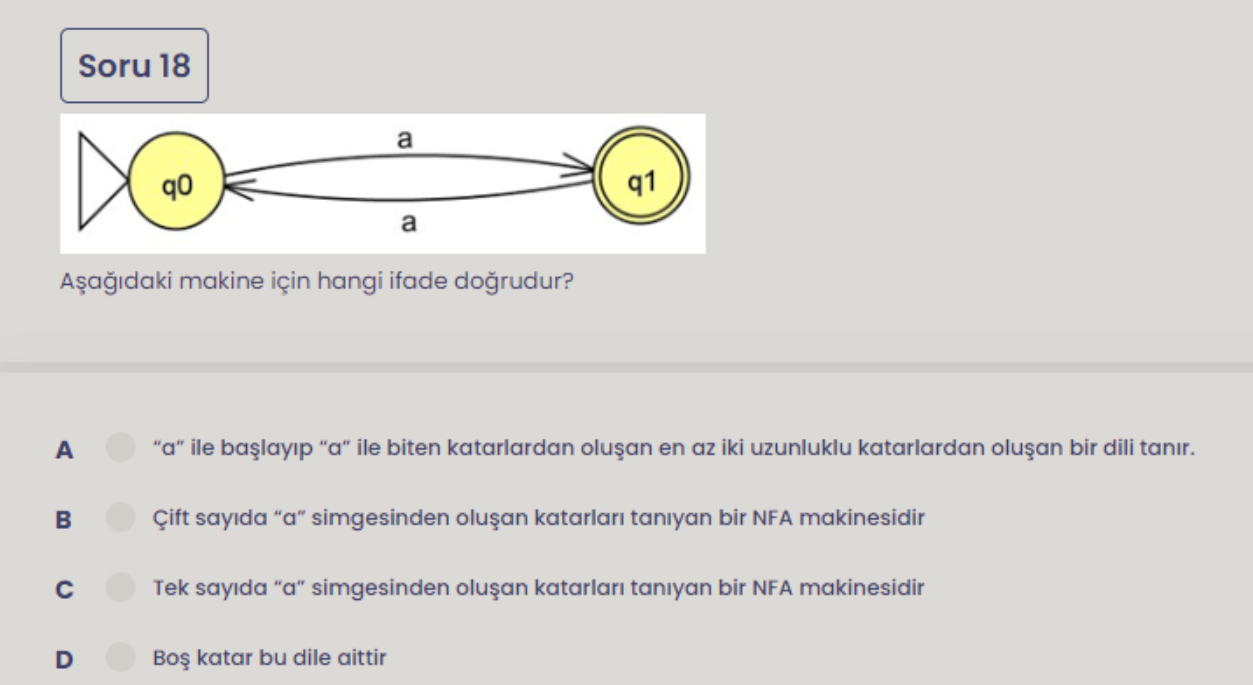 Soru 18
a
q0
q1
a
Aşağıdaki makine için hangi ifade doğrudur?
A "a" ile başlayıp "a" ile biten katarlardan oluşan en az iki uzunluklu katarlardan oluşan bir dili tanır.
B Çift sayıda "a" simgesinden oluşan katarları tanıyan bir NFA makinesidir
C Tek sayıda "a" simgesinden oluşan katarları tanıyan bir NFA makinesidir
D Boş katar bu dile aittir